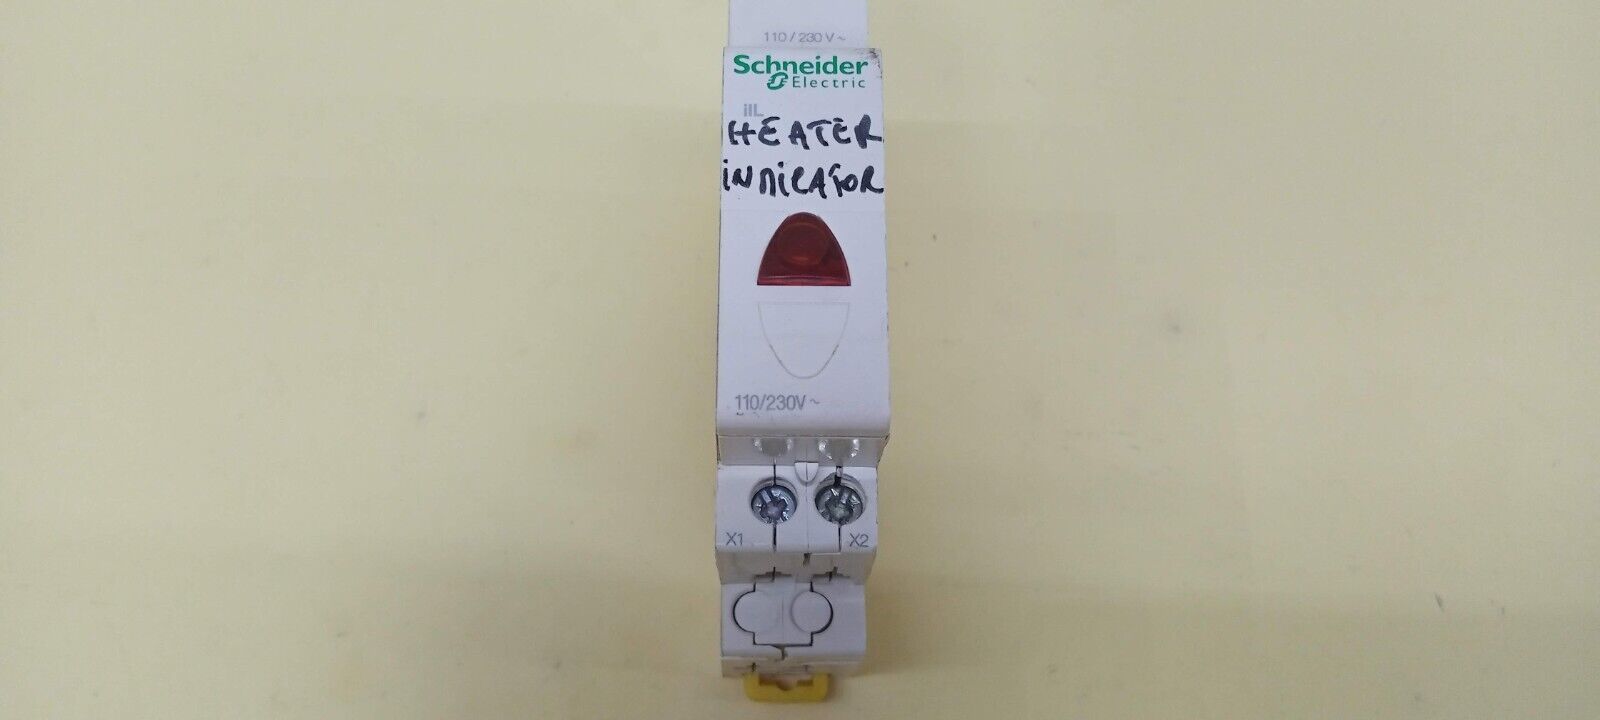 110 / 230 V ~
Schneider
Electric
iIL
HEATER
iNDiCATOR
110/230V ~
X1 X2